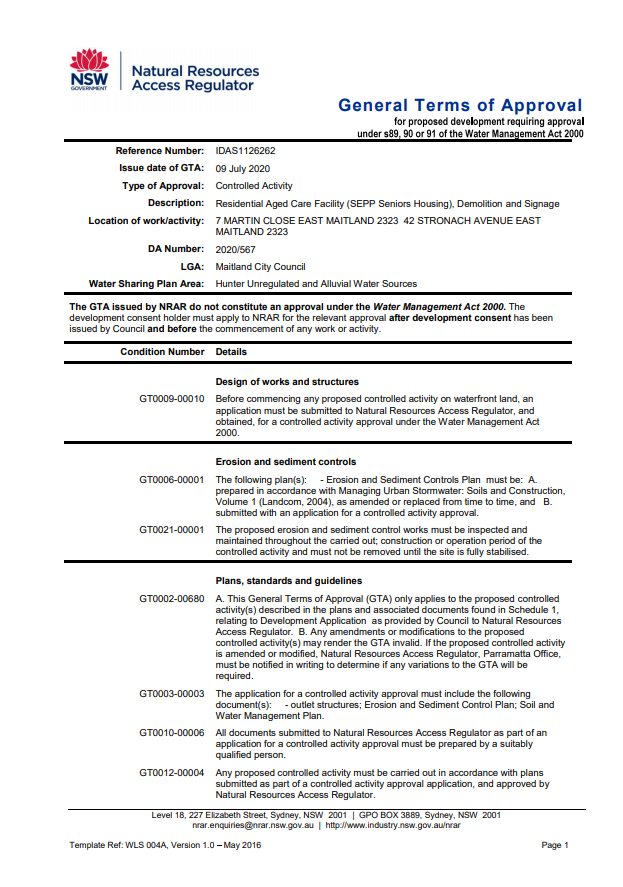 NSW
GOVERNMENT
Natural Resources
Access Regulator
General Terms of Approval
for proposed development requiring approval
under s89, 90 or 91 of the Water Management Act 2000
Reference Number: IDAS1126262
Issue date of GTA: 09 July 2020
Type of Approval: Controlled Activity
Description: Residential Aged Care Facility (SEPP Seniors Housing), Demolition and Signage
Location of work/activity: 7 MARTIN CLOSE EAST MAITLAND 2323 42 STRONACH AVENUE EAST
MAITLAND 2323
DA Number: 2020/567
LGA: Maitland City Council
Water Sharing Plan Area: Hunter Unregulated and Alluvial Water Sources
The GTA issued by NRAR do not constitute an approval under the Water Management Act 2000. The
development consent holder must apply to NRAR for the relevant approval after development consent has been
issued by Council and before the commencement of any work or activity.
Condition Number Details
Design of works and structures
GT0009-00010 Before commencing any proposed controlled activity on waterfront land, an
application must be submitted to Natural Resources Access Regulator, and
obtained, for a controlled activity approval under the Water Management Act
2000.
Erosion and sediment controls
GT0006-00001 The following plan(s): - Erosion and Sediment Controls Plan must be: A.
prepared in accordance with Managing Urban Stormwater: Soils and Construction,
Volume 1 (Landcom, 2004), as amended or replaced from time to time, and B.
submitted with an application for a controlled activity approval.
GT0021-00001 The proposed erosion and sediment control works must be inspected and
maintained throughout the carried out; construction or operation period of the
controlled activity and must not be removed until the site is fully stabilised.
Plans, standards and guidelines
GT0002-00680 A. This General Terms of Approval (GTA) only applies to the proposed controlled
activity(s) described in the plans and associated documents found in Schedule 1,
relating to Development Application as provided by Council to Natural Resources
Access Regulator. B. Any amendments or modifications to the proposed
controlled activity(s) may render the GTA invalid. If the proposed controlled activity
is amended or modified, Natural Resources Access Regulator, Parramatta Office,
must be notified in writing to determine if any variations to the GTA will be
required.
GT0003-00003 The application for a controlled activity approval must include the following
document(s): - outlet structures; Erosion and Sediment Control Plan; Soil and
Water Management Plan.
GT0010-00006 All documents submitted to Natural Resources Access Regulator as part of an
application for a controlled activity approval must be prepared by a suitably
qualified person.
GT0012-00004 Any proposed controlled activity must be carried out in accordance with plans
submitted as part of a controlled activity approval application, and approved by
Natural Resources Access Regulator.
Level 18, 227 Elizabeth Street, Sydney, NSW 2001 | GPO BOX 3889, Sydney, NSW 2001
nrar.enquiries@nrar.nsw.gov.au | http://www.industry.nsw.gov.au/nrar
Template Ref: WLS 004A, Version 1.0 – May 2016 Page 1